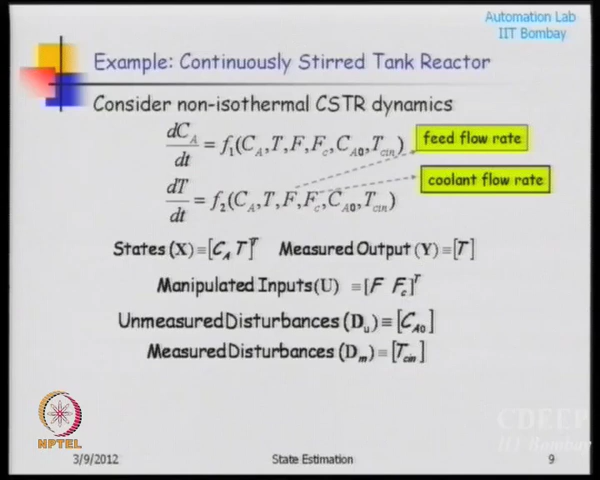 Automation Lab
IIT Bombay
Example: Continuously Stirred Tank Reactor
Consider non-isothermal CSTR dynamics
dC_A/dt = f₁(C_A, T, F, F_c, C_A0, T_cin)
feed flow rate
dT/dt = f₂(C_A, T, F, F_c, C_A0, T_cin)
coolant flow rate
States (X) ≡ [C_A T]^T Measured Output (Y) ≡ [T]
Manipulated Inputs (U) ≡ [F F_c]^T
Unmeasured Disturbances (D_u) ≡ [C_A0]
Measured Disturbances (D_m) ≡ [T_cin]
NPTEL
CDEEP
IIT Bombay
3/9/2012 State Estimation 9